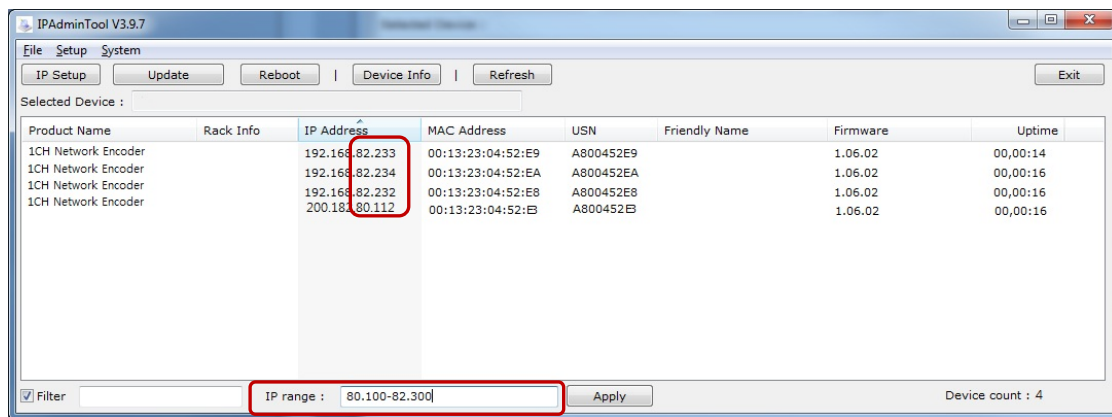 IPAdminTool V3.9.7
File Setup System
IP Setup Update Reboot | Device Info | Refresh Exit
Selected Device :
Product Name Rack Info IP Address MAC Address USN Friendly Name Firmware Uptime
1CH Network Encoder 192.168.82.233 00:13:23:04:52:E9 A800452E9 1.06.02 00,00:14
1CH Network Encoder 192.168.82.234 00:13:23:04:52:EA A800452EA 1.06.02 00,00:16
1CH Network Encoder 192.168.82.232 00:13:23:04:52:E8 A800452E8 1.06.02 00,00:16
1CH Network Encoder 200.182.80.112 1.06.02 00,00:16
Filter IP range : 80.100-82.300 Apply Device count : 4